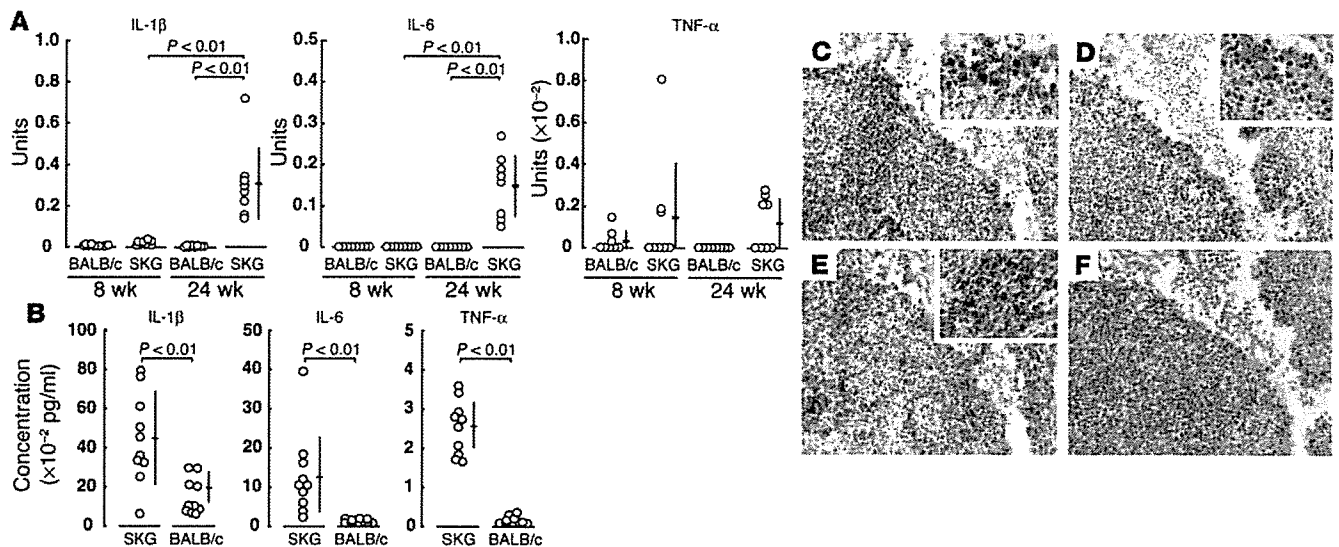 A
IL-1β
IL-6
TNF-α
Units
1.0
0.8
0.6
0.4
0.2
0
P < 0.01
P < 0.01
BALB/c SKG BALB/c SKG
8 wk 24 wk
Units
0.5
0.4
0.3
0.2
0.1
0
P < 0.01
P < 0.01
BALB/c SKG BALB/c SKG
8 wk 24 wk
Units (×10⁻²)
1.0
0.8
0.6
0.4
0.2
0
BALB/c SKG BALB/c SKG
8 wk 24 wk
B
IL-1β
IL-6
TNF-α
Concentration
(×10⁻² pg/ml)
100
80
60
40
20
0
P < 0.01
SKG BALB/c
50
40
30
20
10
0
P < 0.01
SKG BALB/c
5
4
3
2
1
0
P < 0.01
SKG BALB/c
C
D
E
F